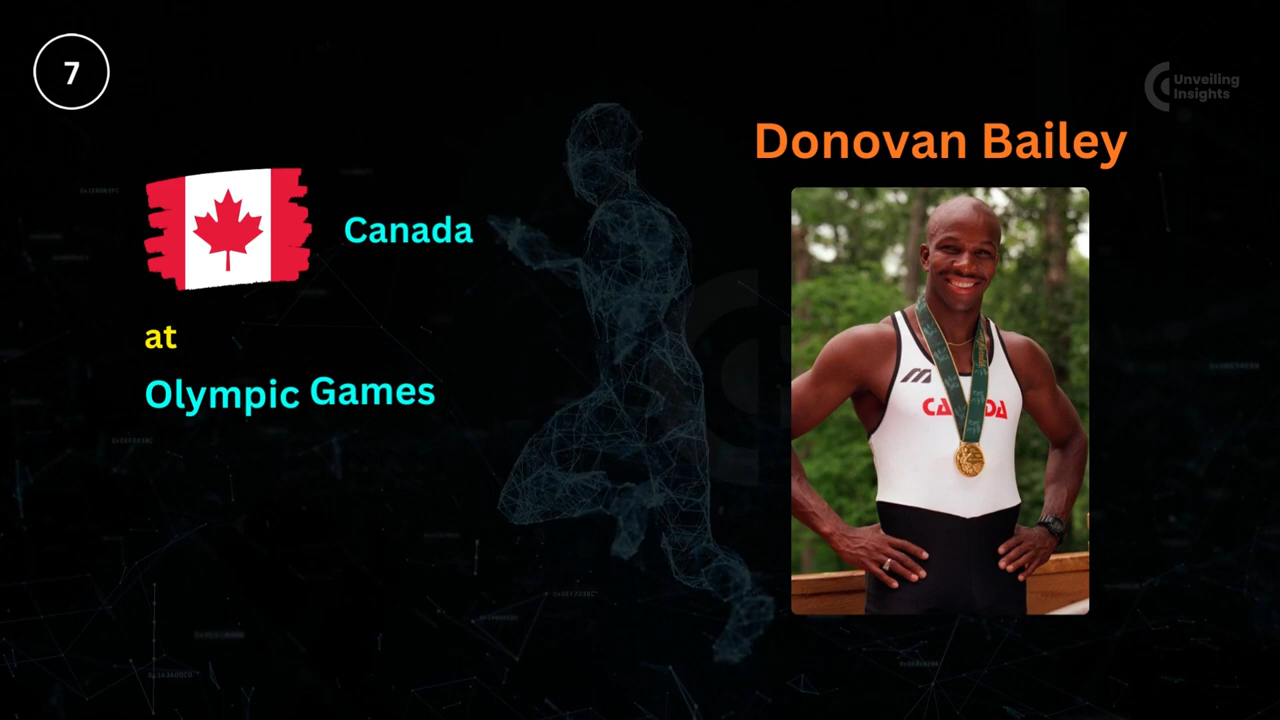 7
Unveiling
Insights
Donovan Bailey
Canada
at
Olympic Games
CANADA